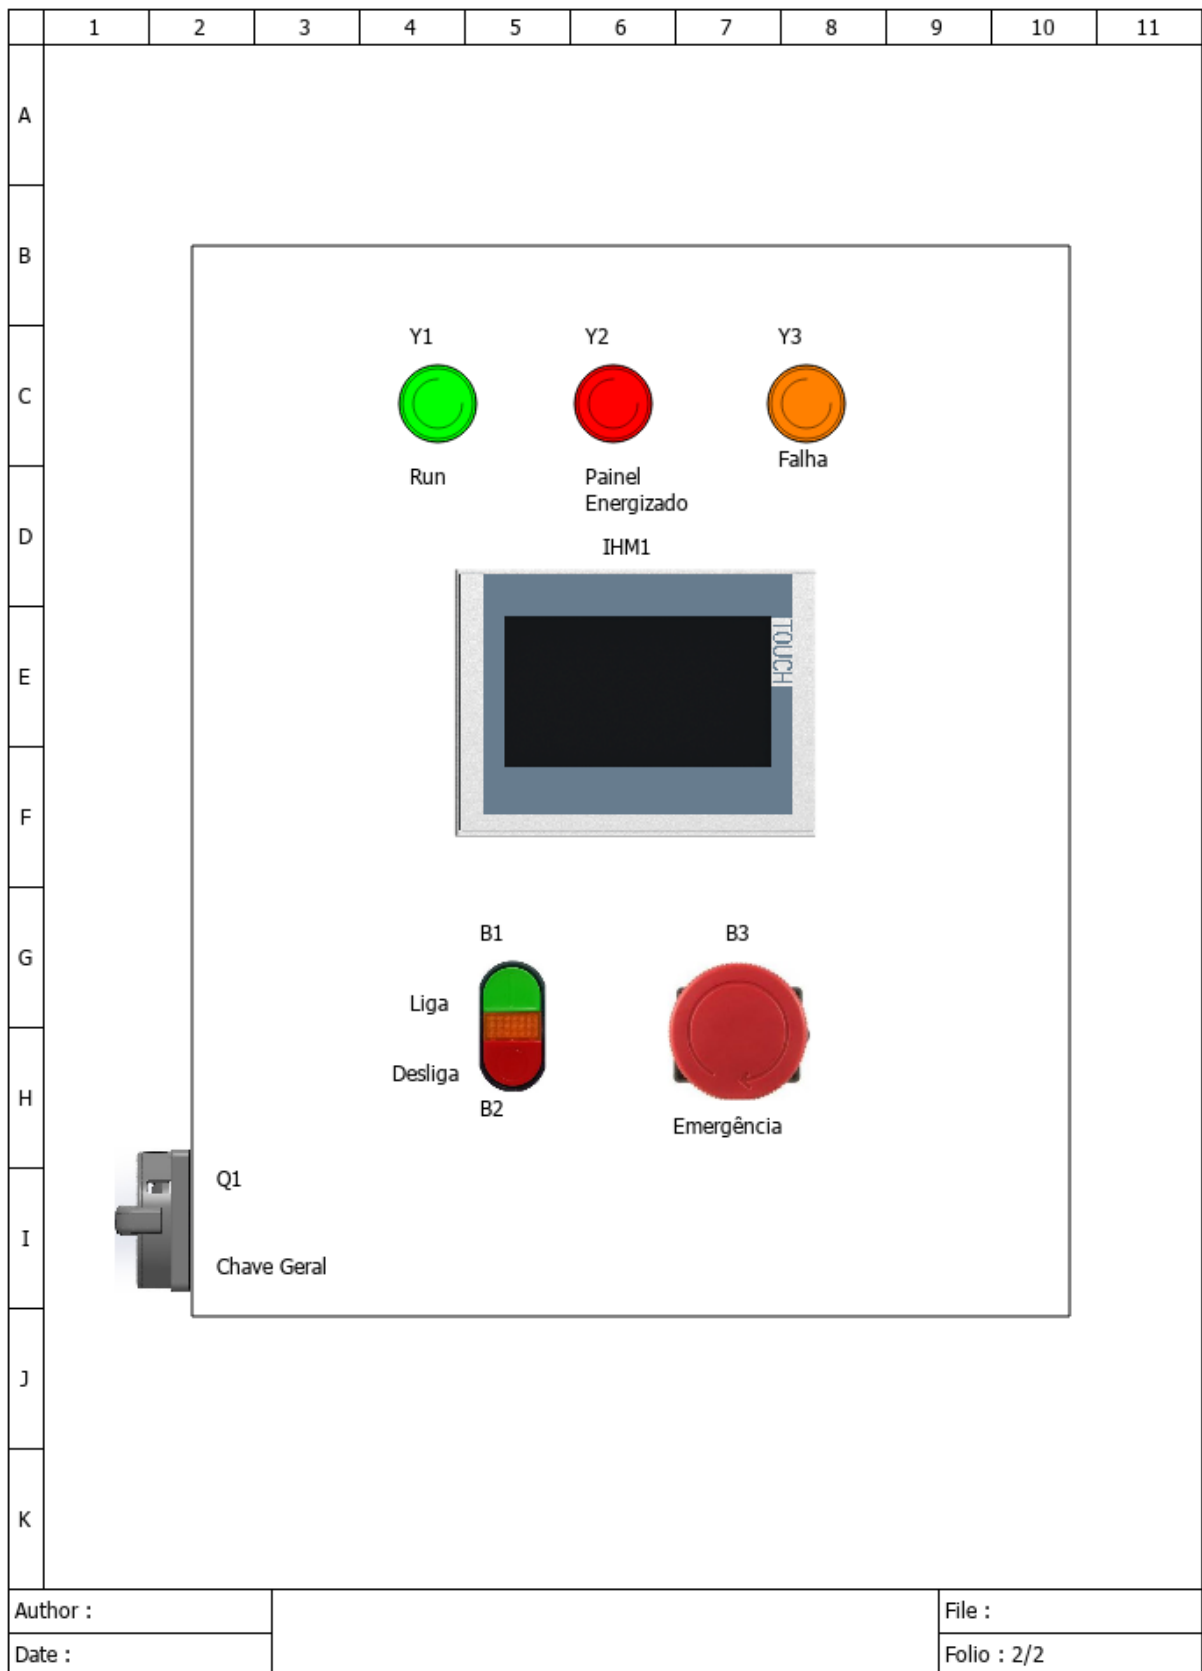 1 2 3 4 5 6 7 8 9 10 11
A
B
Y1 Y2 Y3
C
Falha
Run Painel
Energizado
D
IHM1
TOUCH
E
F
B1 B3
G
Liga
Desliga
H
B2
Emergência
Q1
I
Chave Geral
J
K
Author : File :
Date : Folio : 2/2